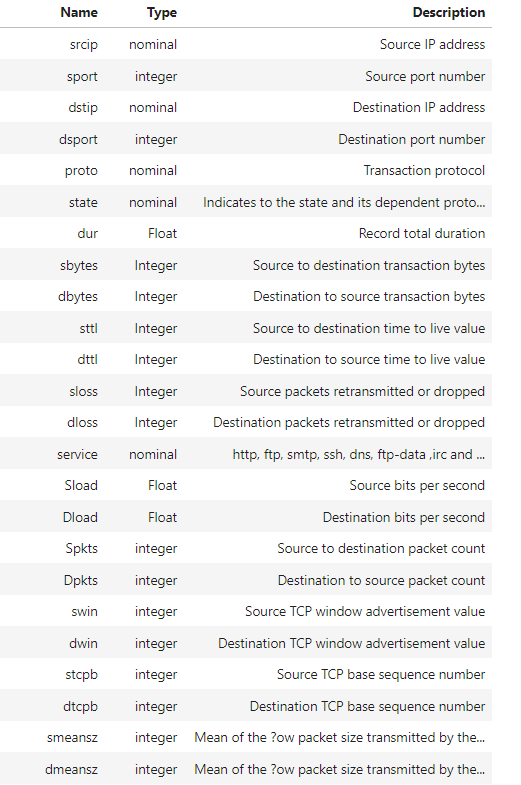 Name Type Description
srcip nominal Source IP address
sport integer Source port number
dstip nominal Destination IP address
dsport integer Destination port number
proto nominal Transaction protocol
state nominal Indicates to the state and its dependent proto...
dur Float Record total duration
sbytes Integer Source to destination transaction bytes
dbytes Integer Destination to source transaction bytes
sttl Integer Source to destination time to live value
dttl Integer Destination to source time to live value
sloss Integer Source packets retransmitted or dropped
dloss Integer Destination packets retransmitted or dropped
service nominal http, ftp, smtp, ssh, dns, ftp-data ,irc and ...
Sload Float Source bits per second
Dload Float Destination bits per second
Spkts integer Source to destination packet count
Dpkts integer Destination to source packet count
swin integer Source TCP window advertisement value
dwin integer Destination TCP window advertisement value
stcpb integer Source TCP base sequence number
dtcpb integer Destination TCP base sequence number
smeansz integer Mean of the ?ow packet size transmitted by the...
dmeansz integer Mean of the ?ow packet size transmitted by the...